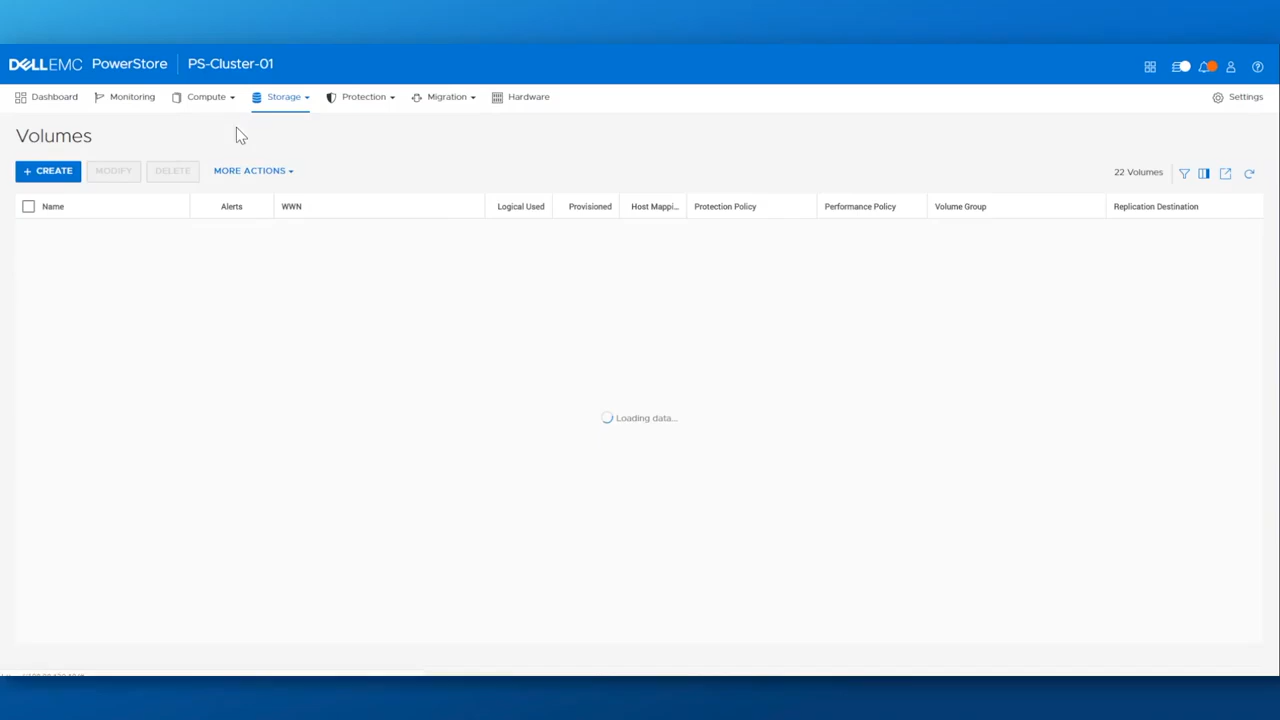 DELLEMC PowerStore PS-Cluster-01
Dashboard Monitoring Compute Storage Protection Migration Hardware Settings
Volumes
+ CREATE MODIFY DELETE MORE ACTIONS 22 Volumes
Name Alerts WWN Logical Used Provisioned Host Mappi... Protection Policy Performance Policy Volume Group Replication Destination
Loading data...